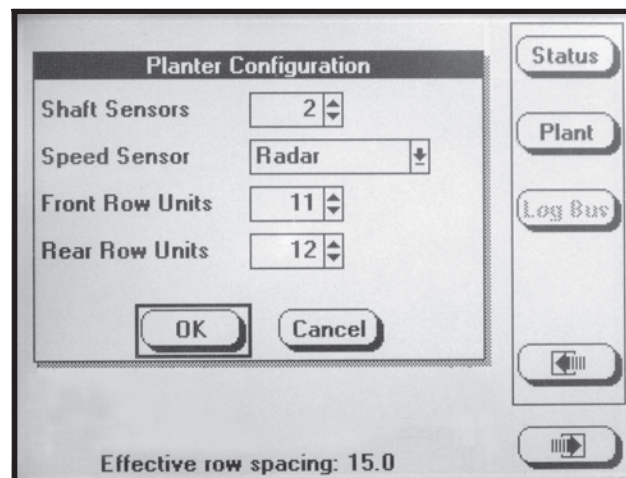 Planter Configuration
Shaft Sensors 2
Speed Sensor Radar
Front Row Units 11
Rear Row Units 12
OK Cancel
Effective row spacing: 15.0
Status
Plant
Log Bus